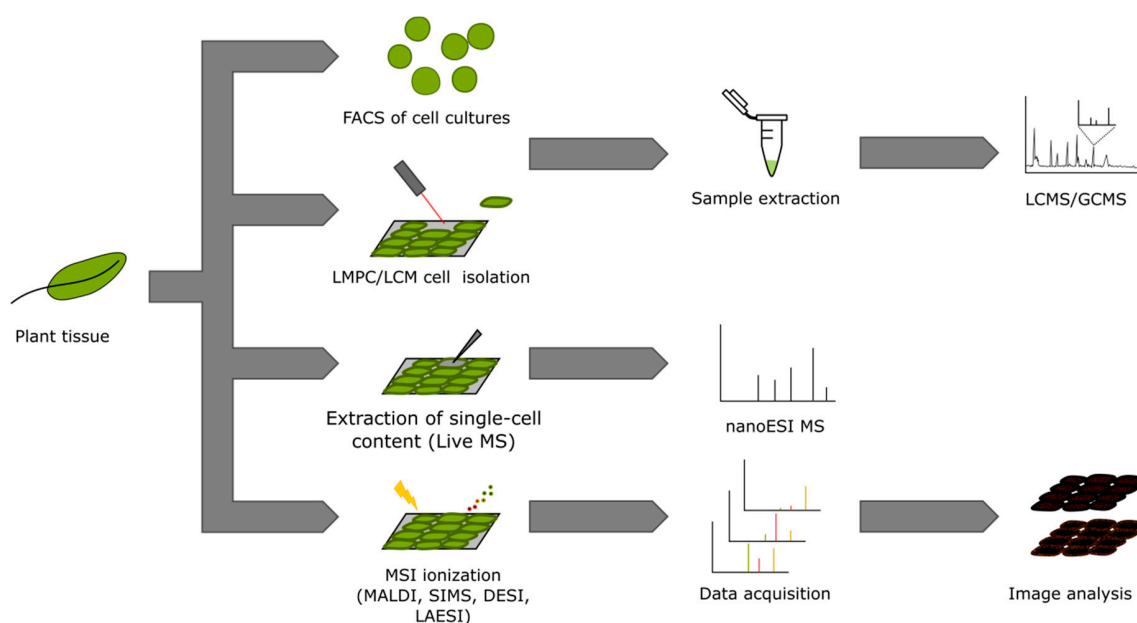 FACS of cell cultures
Sample extraction
LCMS/GCMS
LMPC/LCM cell isolation
Plant tissue
Extraction of single-cell
content (Live MS)
nanoESI MS
MSI ionization
(MALDI, SIMS, DESI,
LAESI)
Data acquisition
Image analysis